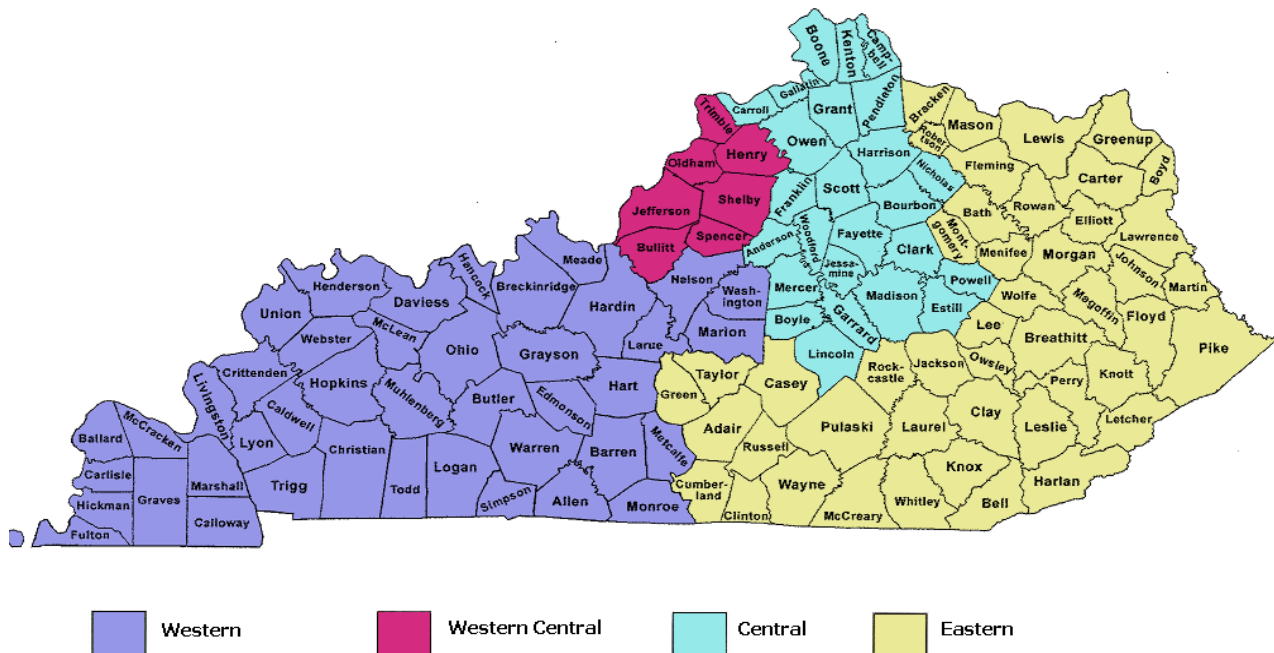 Boone
Kenton
Camp-
bell
Gallatin
Carroll
Grant
Pendleton
Trimble
Bracken
Mason
Lewis
Greenup
Rober
tson
Owen
Harrison
Oldham
Henry
Fleming
Nicholas
Carter
Boyd
Franklin
Scott
Shelby
Bourbon
Bath
Rowan
Jefferson
Elliott
Mont-
gomery
Spencer
Bullitt
Anderson
Woodford
Fayette
Clark
Menifee
Morgan
Lawrence
Meade
Hancock
Breckinridge
Nelson
Wash-
ington
Jessa-
mine
Powell
Johnson
Martin
Henderson
Daviess
Hardin
Mercer
Madison
Estill
Wolfe
Magoffin
Floyd
Union
McLean
Webster
Ohio
Grayson
Larue
Marion
Boyle
Garrard
Lee
Breathitt
Pike
Crittenden
Hopkins
Muhlenberg
Butler
Edmonson
Hart
Lincoln
Taylor
Casey
Rock-
castle
Jackson
Owsley
Perry
Knott
Livingston
Caldwell
Green
Letcher
McCracken
Ballard
Lyon
Christian
Warren
Barren
Metcalfe
Adair
Russell
Pulaski
Laurel
Clay
Leslie
Carlisle
Graves
Marshall
Trigg
Todd
Logan
Simpson
Allen
Monroe
Cumber-
land
Wayne
Knox
Harlan
Hickman
Calloway
Clinton
McCreary
Whitley
Bell
Fulton
Western
Western Central
Central
Eastern